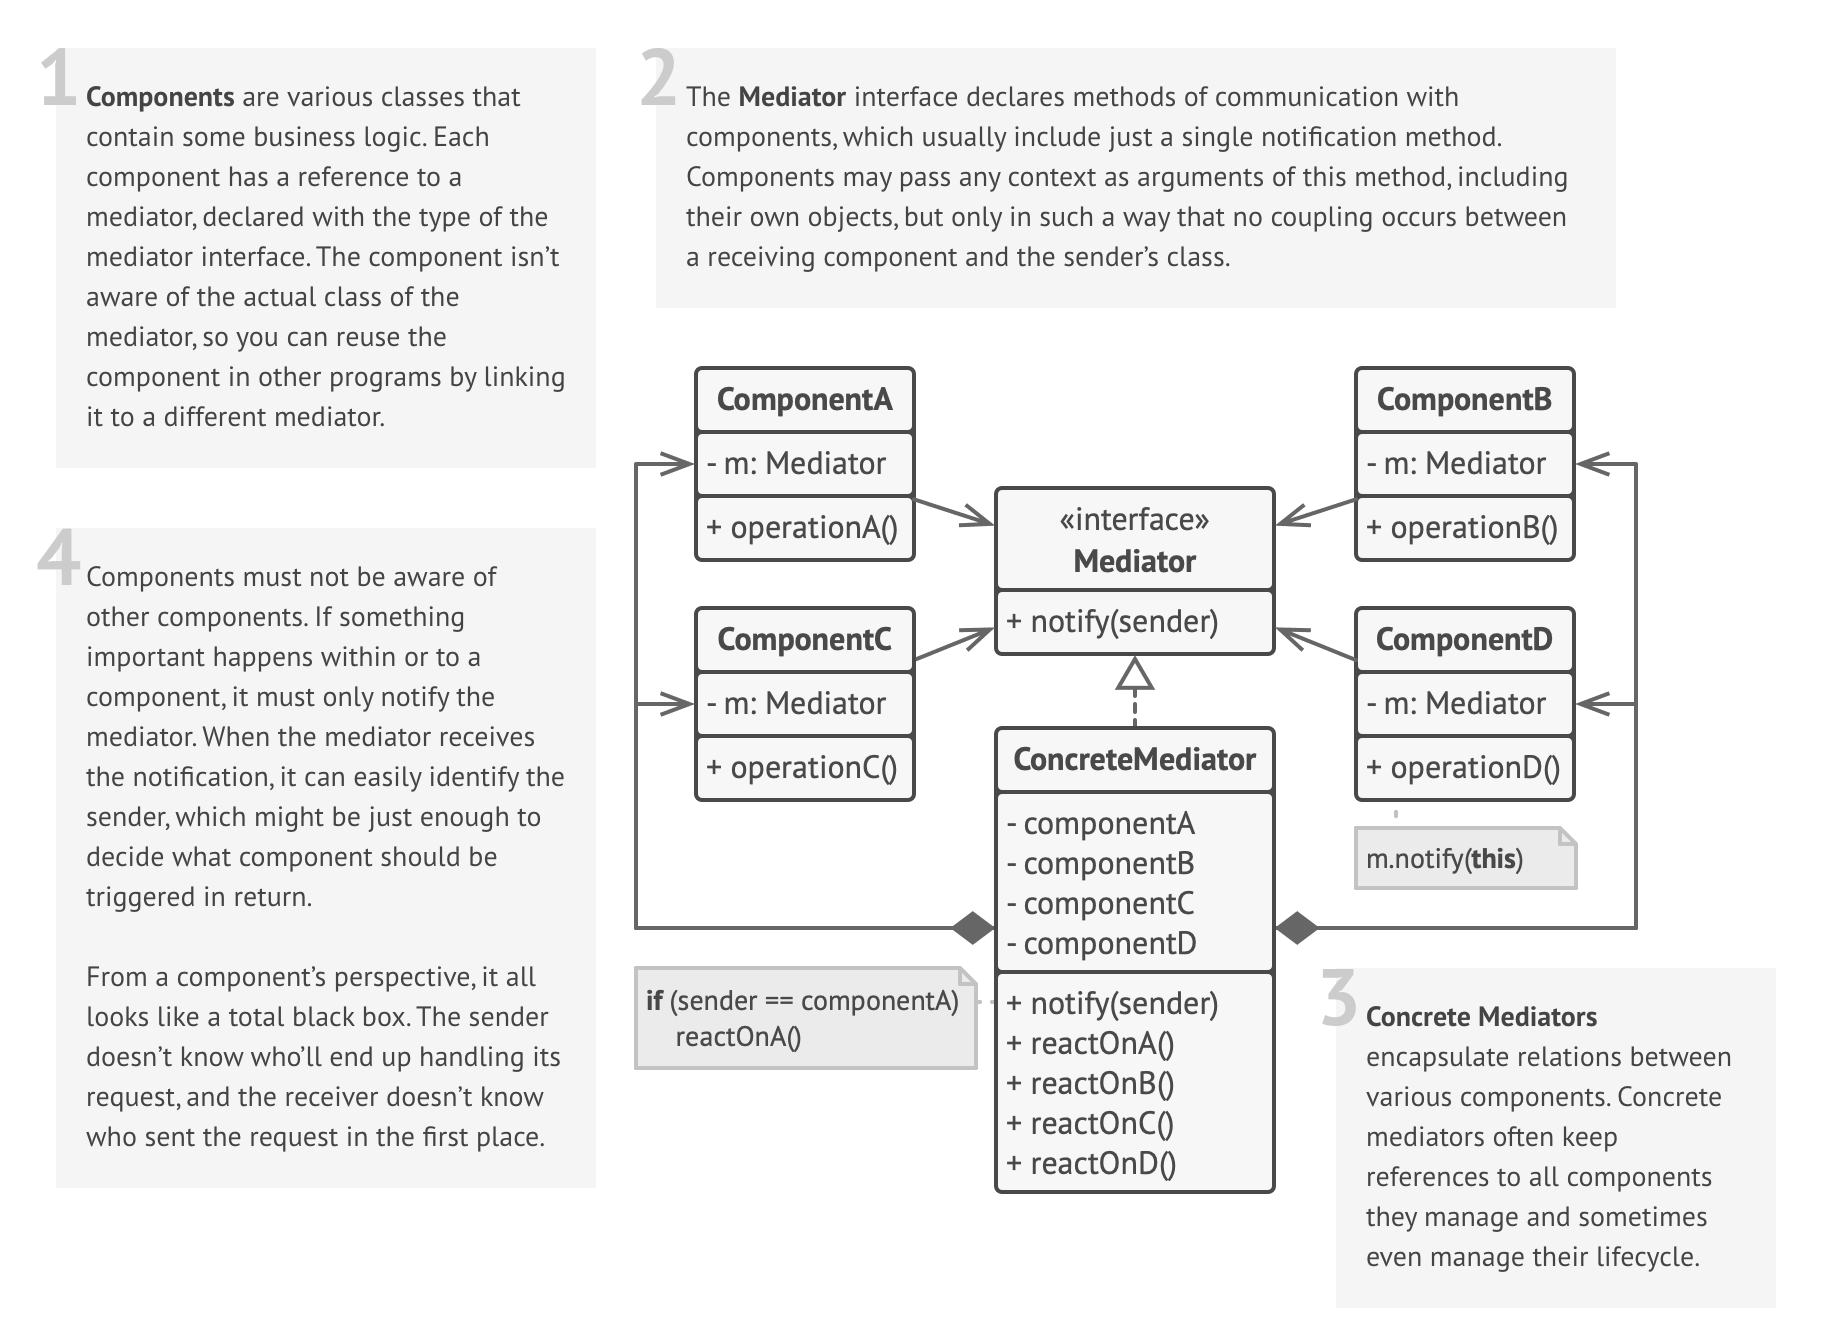 1
Components are various classes that
contain some business logic. Each
component has a reference to a
mediator, declared with the type of the
mediator interface. The component isn’t
aware of the actual class of the
mediator, so you can reuse the
component in other programs by linking
it to a different mediator.
2
The Mediator interface declares methods of communication with
components, which usually include just a single notification method.
Components may pass any context as arguments of this method, including
their own objects, but only in such a way that no coupling occurs between
a receiving component and the sender’s class.
ComponentA
- m: Mediator
+ operationA()
ComponentB
- m: Mediator
+ operationB()
«interface»
Mediator
+ notify(sender)
ComponentC
- m: Mediator
+ operationC()
ComponentD
- m: Mediator
+ operationD()
m.notify(this)
ConcreteMediator
- componentA
- componentB
- componentC
- componentD
+ notify(sender)
+ reactOnA()
+ reactOnB()
+ reactOnC()
+ reactOnD()
if (sender == componentA)
reactOnA()
3
Concrete Mediators
encapsulate relations between
various components. Concrete
mediators often keep
references to all components
they manage and sometimes
even manage their lifecycle.
4
Components must not be aware of
other components. If something
important happens within or to a
component, it must only notify the
mediator. When the mediator receives
the notification, it can easily identify the
sender, which might be just enough to
decide what component should be
triggered in return.
From a component’s perspective, it all
looks like a total black box. The sender
doesn’t know who’ll end up handling its
request, and the receiver doesn’t know
who sent the request in the first place.